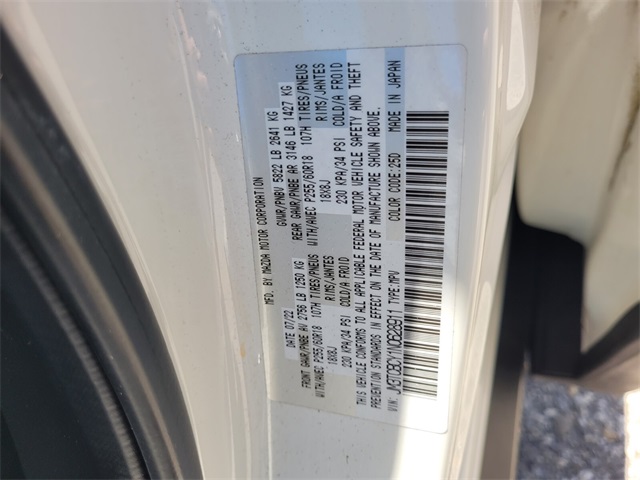 MFD. BY MAZDA MOTOR CORPORATION
DATE 07/22 GVWR/PNBV 5822 LB 2641 KG
FRONT GAWR/PNBE AV 2756 LB 1250 KG REAR GAWR/PNBE AR 3146 LB 1427 KG
WITH/AVEC P255/60R18 107H TIRES/PNEUS WITH/AVEC P255/60R18 107H TIRES/PNEUS
18X8J RIMS/JANTES 18X8J RIMS/JANTES
230 KPA/34 PSI COLD/A FROID 230 KPA/34 PSI COLD/A FROID
THIS VEHICLE CONFORMS TO ALL APPLICABLE FEDERAL MOTOR VEHICLE SAFETY AND THEFT
PREVENTION STANDARDS IN EFFECT ON THE DATE OF MANUFACTURE SHOWN ABOVE.
TYPE: MPV COLOR CODE: 25D MADE IN JAPAN
VIN: JM3TCBCY1N0628911